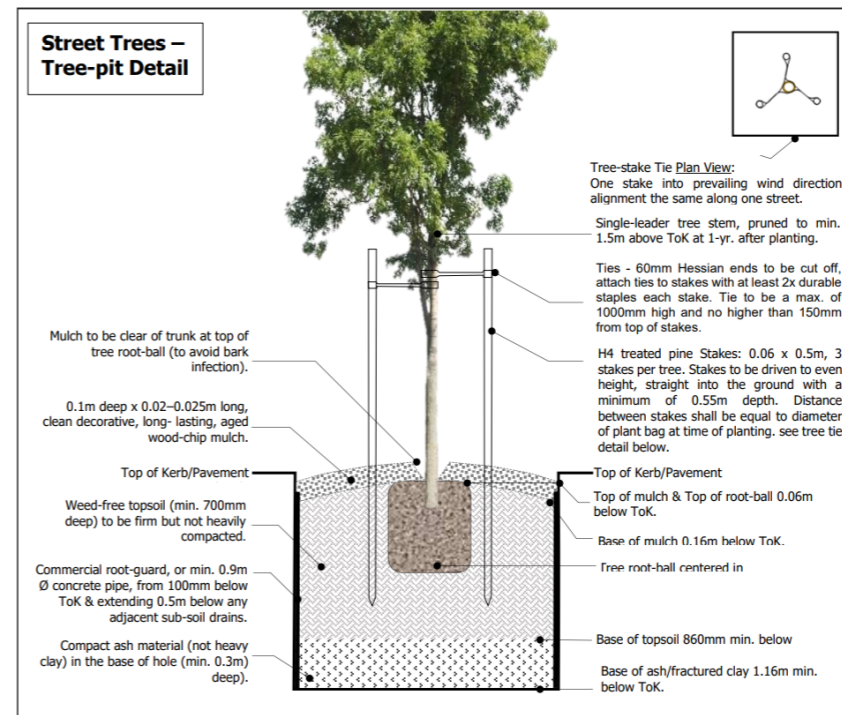 Street Trees –
Tree-pit Detail
Tree-stake Tie Plan View:
One stake into prevailing wind direction
alignment the same along one street.
Single-leader tree stem, pruned to min.
1.5m above ToK at 1-yr. after planting.
Ties - 60mm Hessian ends to be cut off,
attach ties to stakes with at least 2x durable
staples each stake. Tie to be a max. of
1000mm high and no higher than 150mm
from top of stakes.
H4 treated pine Stakes: 0.06 x 0.5m, 3
stakes per tree. Stakes to be driven to even
height, straight into the ground with a
minimum of 0.55m depth. Distance
between stakes shall be equal to diameter
of plant bag at time of planting. see tree tie
detail below.
Mulch to be clear of trunk at top of
tree root-ball (to avoid bark
infection).
0.1m deep x 0.02–0.025m long,
clean decorative, long- lasting, aged
wood-chip mulch.
Top of Kerb/Pavement
Weed-free topsoil (min. 700mm
deep) to be firm but not heavily
compacted.
Commercial root-guard, or min. 0.9m
Ø concrete pipe, from 100mm below
ToK & extending 0.5m below any
adjacent sub-soil drains.
Compact ash material (not heavy
clay) in the base of hole (min. 0.3m)
deep).
Top of Kerb/Pavement
Top of mulch & Top of root-ball 0.06m
below ToK.
Base of mulch 0.16m below ToK.
Tree root-ball centered in
Base of topsoil 860mm min. below
Base of ash/fractured clay 1.16m min.
below ToK.